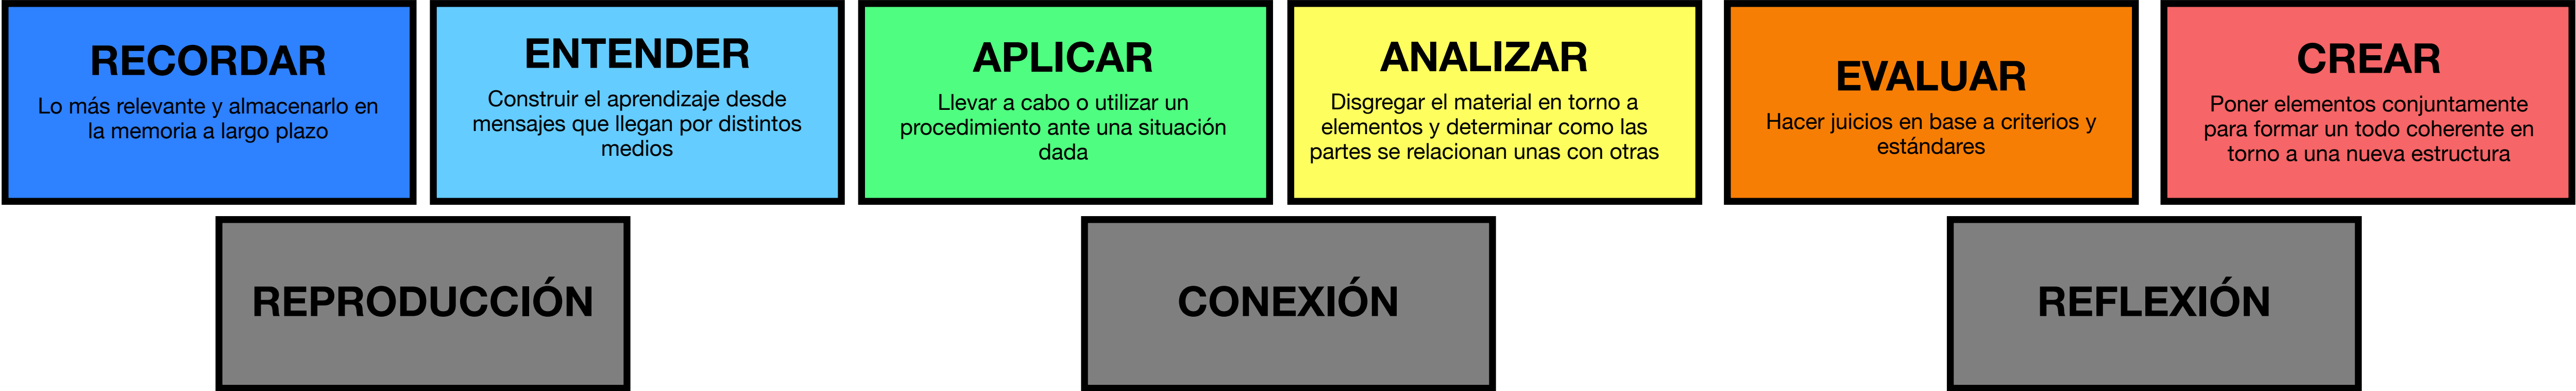 RECORDAR
Lo más relevante y almacenarlo en
la memoria a largo plazo
ENTENDER
Construir el aprendizaje desde
mensajes que llegan por distintos
medios
APLICAR
Llevar a cabo o utilizar un
procedimiento ante una situación
dada
ANALIZAR
Disgregar el material en torno a
elementos y determinar como las
partes se relacionan unas con otras
EVALUAR
Hacer juicios en base a criterios y
estándares
CREAR
Poner elementos conjuntamente
para formar un todo coherente en
torno a una nueva estructura
REPRODUCCIÓN
CONEXIÓN
REFLEXIÓN